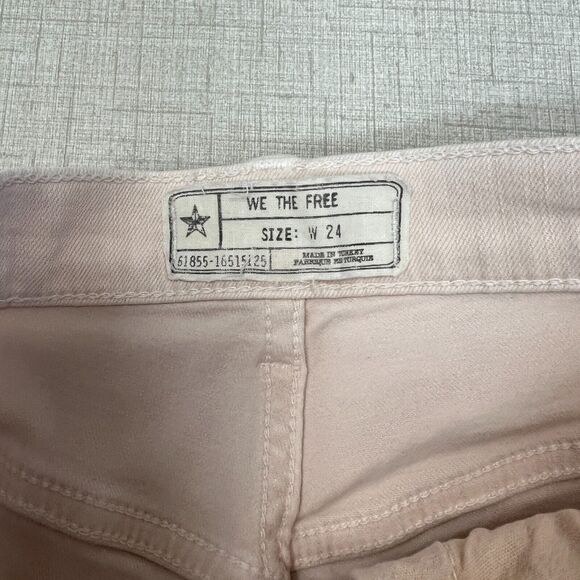 WE THE FREE
SIZE: W 24
61855-16515125
MADE IN TURKEY
FABRIQUE EN TURQUIE